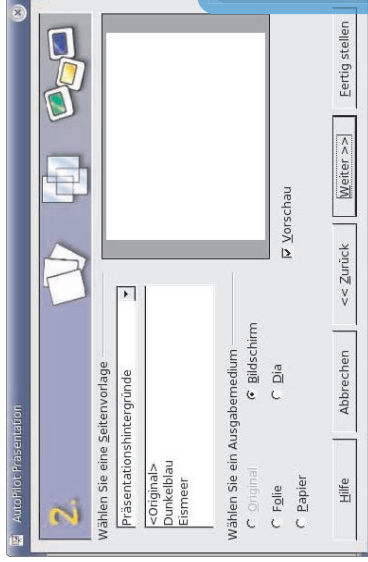 AutoPilot Präsentation
2.
Wählen Sie eine Seitenvorlage
Präsentationshintergründe
<Original>
Dunkelblau
Eismeer
Wählen Sie ein Ausgabemedium
Original
Bildschirm
Folie
Dia
Papier
Vorschau
Hilfe
Abbrechen
<< Zurück
Weiter >>
Fertig stellen